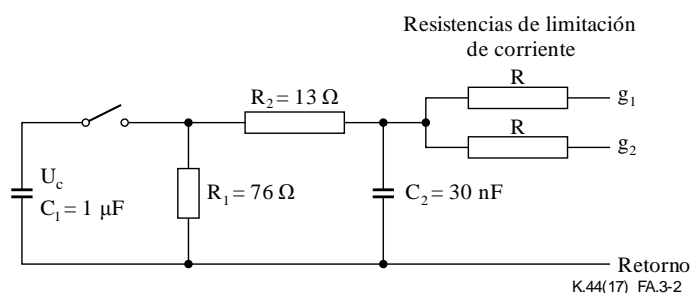 Resistencias de limitación
de corriente
R
g₁
R₂ = 13 Ω
R
g₂
U꜀
C₁ = 1 μF
R₁ = 76 Ω
C₂ = 30 nF
Retorno
K.44(17)_FA.3-2